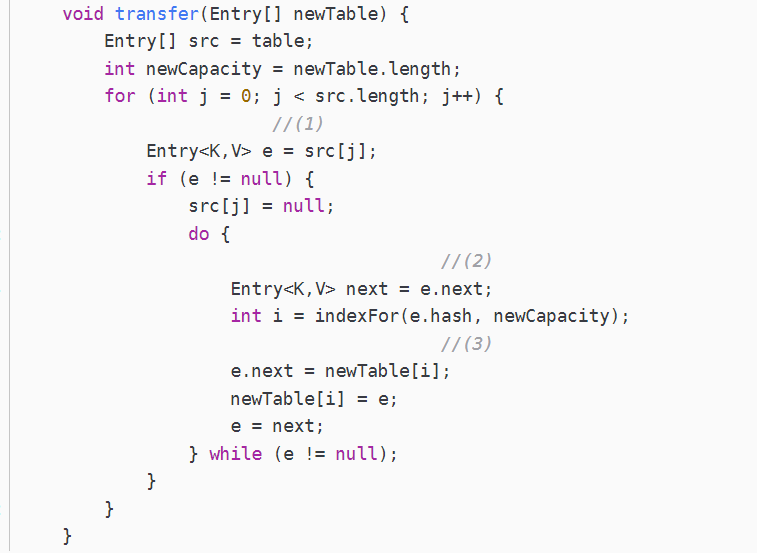 void transfer(Entry[] newTable) {
Entry[] src = table;
int newCapacity = newTable.length;
for (int j = 0; j < src.length; j++) {
//(1)
Entry<K,V> e = src[j];
if (e != null) {
src[j] = null;
do {
//(2)
Entry<K,V> next = e.next;
int i = indexFor(e.hash, newCapacity);
//(3)
e.next = newTable[i];
newTable[i] = e;
e = next;
} while (e != null);
}
}
}